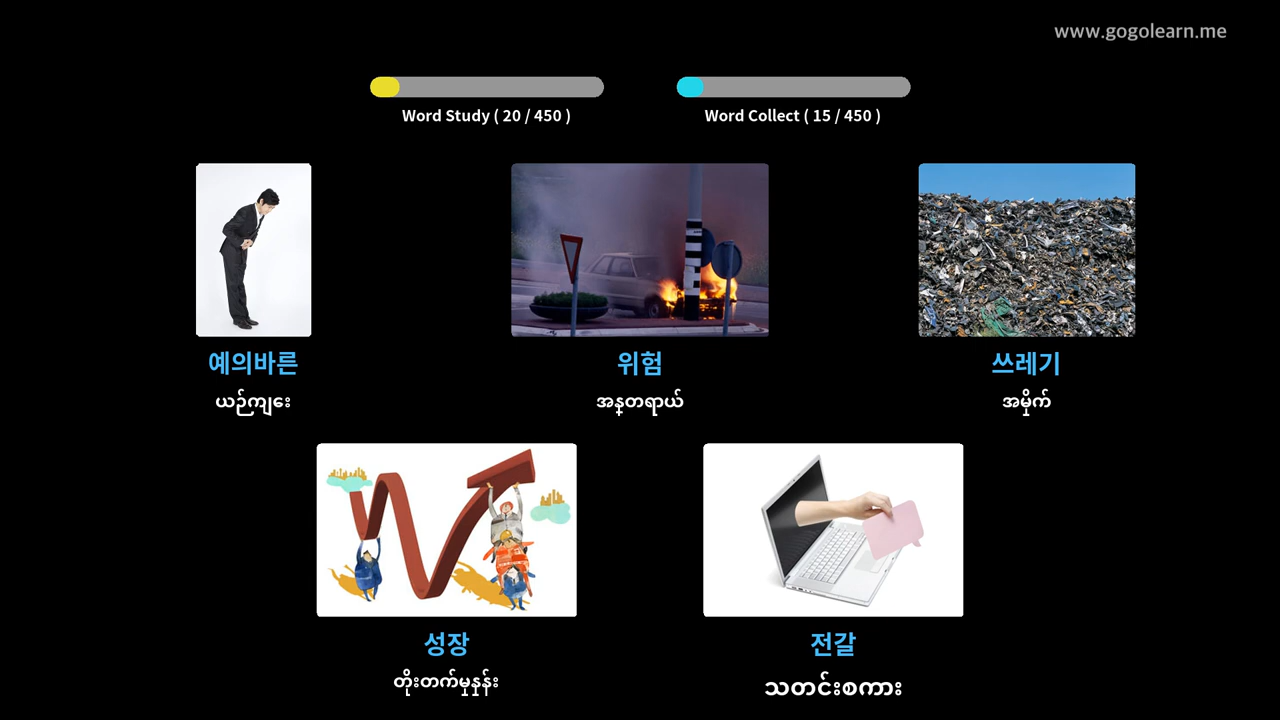 www.gogolearn.me
Word Study ( 20 / 450 )
Word Collect ( 15 / 450 )
예의바른
ယဉ်ကျေး
위험
အန္တရာယ်
쓰레기
အမှိုက်
성장
တိုးတက်မှုနှုန်း
전갈
သတင်းစကား